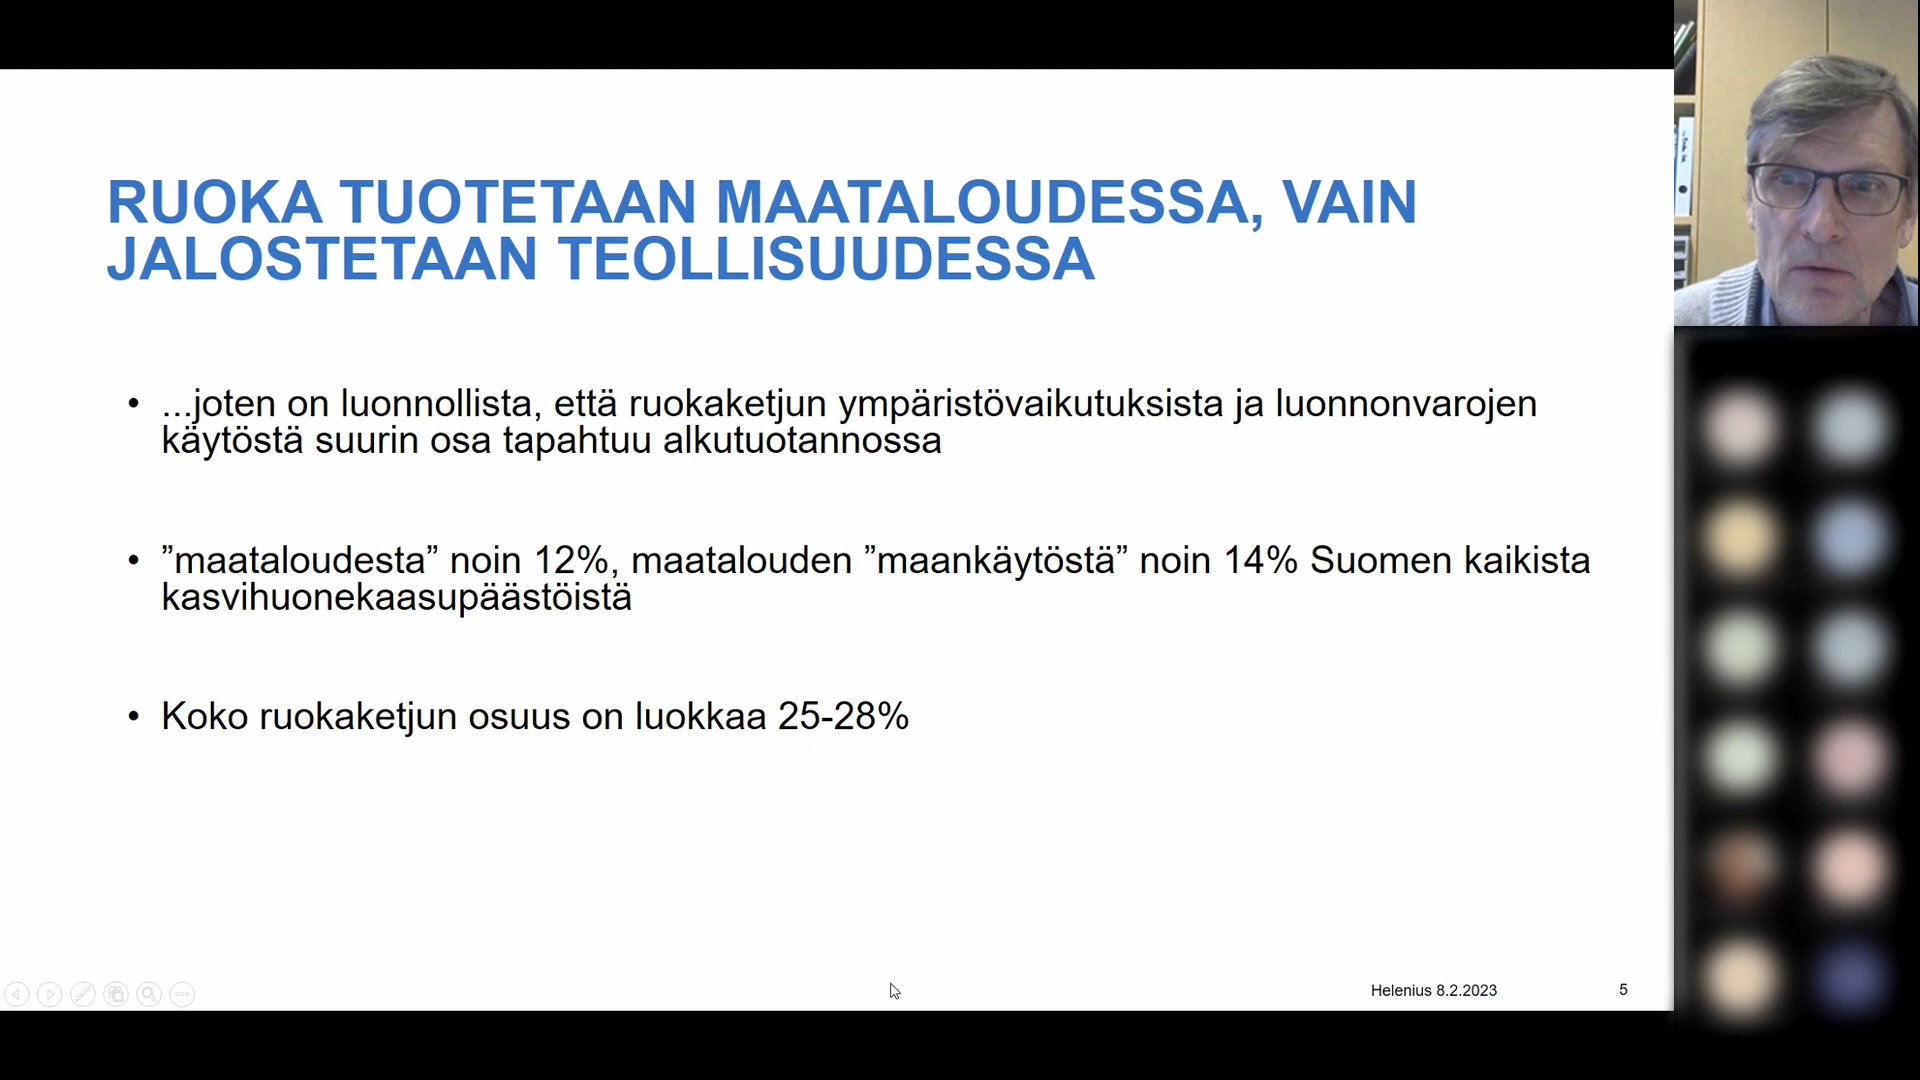 RUOKA TUOTETAAN MAATALOUDESSA, VAIN
JALOSTETAAN TEOLLISUUDESSA
• ...joten on luonnollista, että ruokaketjun ympäristövaikutuksista ja luonnonvarojen
käytöstä suurin osa tapahtuu alkutuotannossa
• ”maataloudesta” noin 12%, maatalouden ”maankäytöstä” noin 14% Suomen kaikista
kasvihuonekaasupäästöistä
• Koko ruokaketjun osuus on luokkaa 25-28%
Helenius 8.2.2023
5